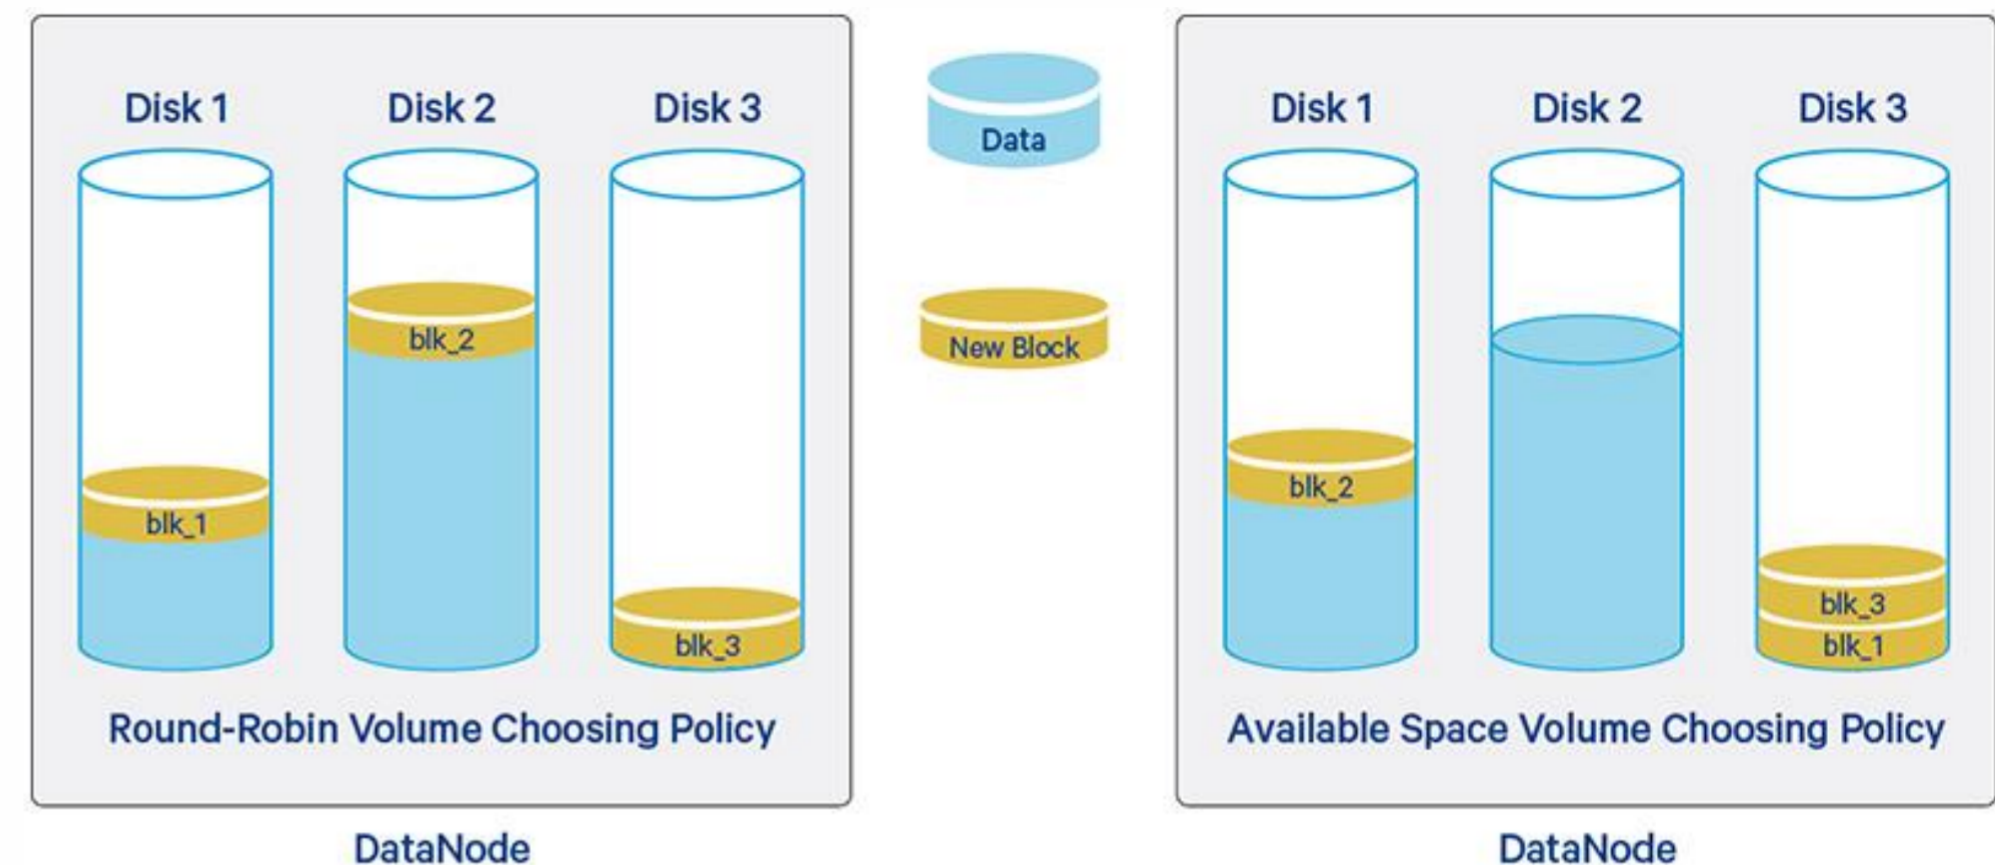 Disk 1 Disk 2 Disk 3
blk_2
blk_1
blk_3
Round-Robin Volume Choosing Policy
DataNode
Data
New Block
Disk 1 Disk 2 Disk 3
blk_2
blk_3
blk_1
Available Space Volume Choosing Policy
DataNode